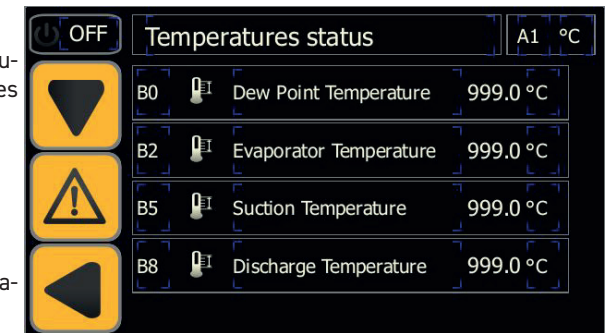 OFF Temperatures status A1 °C
u-
es
B0 Dew Point Temperature 999.0 °C
B2 Evaporator Temperature 999.0 °C
B5 Suction Temperature 999.0 °C
B8 Discharge Temperature 999.0 °C
a-